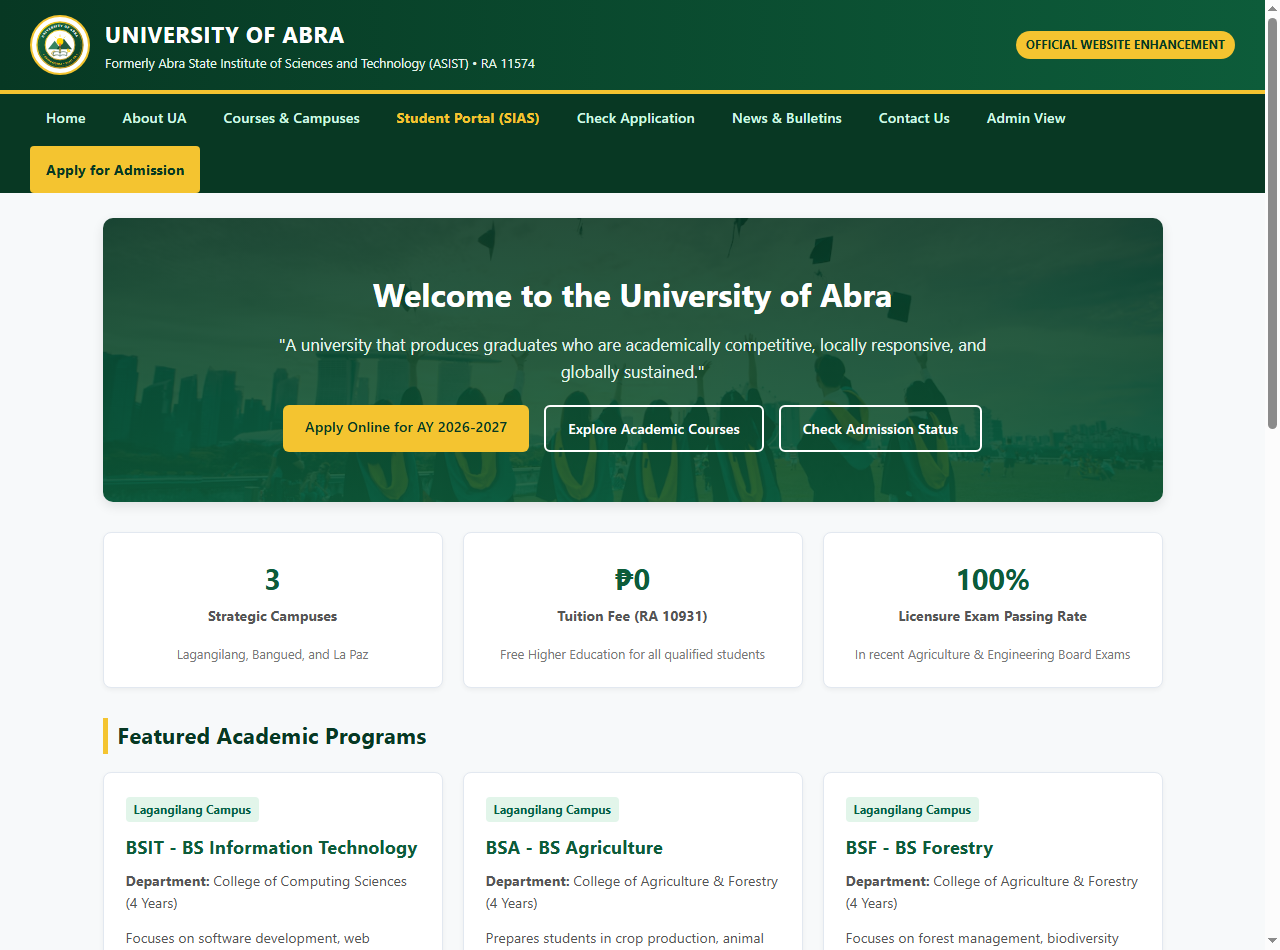 UNIVERSITY OF ABRA
Formerly Abra State Institute of Sciences and Technology (ASIST) • RA 11574
OFFICIAL WEBSITE ENHANCEMENT
Home
About UA
Courses & Campuses
Student Portal (SIAS)
Check Application
News & Bulletins
Contact Us
Admin View
Apply for Admission
Welcome to the University of Abra
"A university that produces graduates who are academically competitive, locally responsive, and
globally sustained."
Apply Online for AY 2026-2027
Explore Academic Courses
Check Admission Status
3
Strategic Campuses
Lagangilang, Bangued, and La Paz
₱0
Tuition Fee (RA 10931)
Free Higher Education for all qualified students
100%
Licensure Exam Passing Rate
In recent Agriculture & Engineering Board Exams
Featured Academic Programs
Lagangilang Campus
BSIT - BS Information Technology
Department: College of Computing Sciences
(4 Years)
Focuses on software development, web
Lagangilang Campus
BSA - BS Agriculture
Department: College of Agriculture & Forestry
(4 Years)
Prepares students in crop production, animal
Lagangilang Campus
BSF - BS Forestry
Department: College of Agriculture & Forestry
(4 Years)
Focuses on forest management, biodiversity